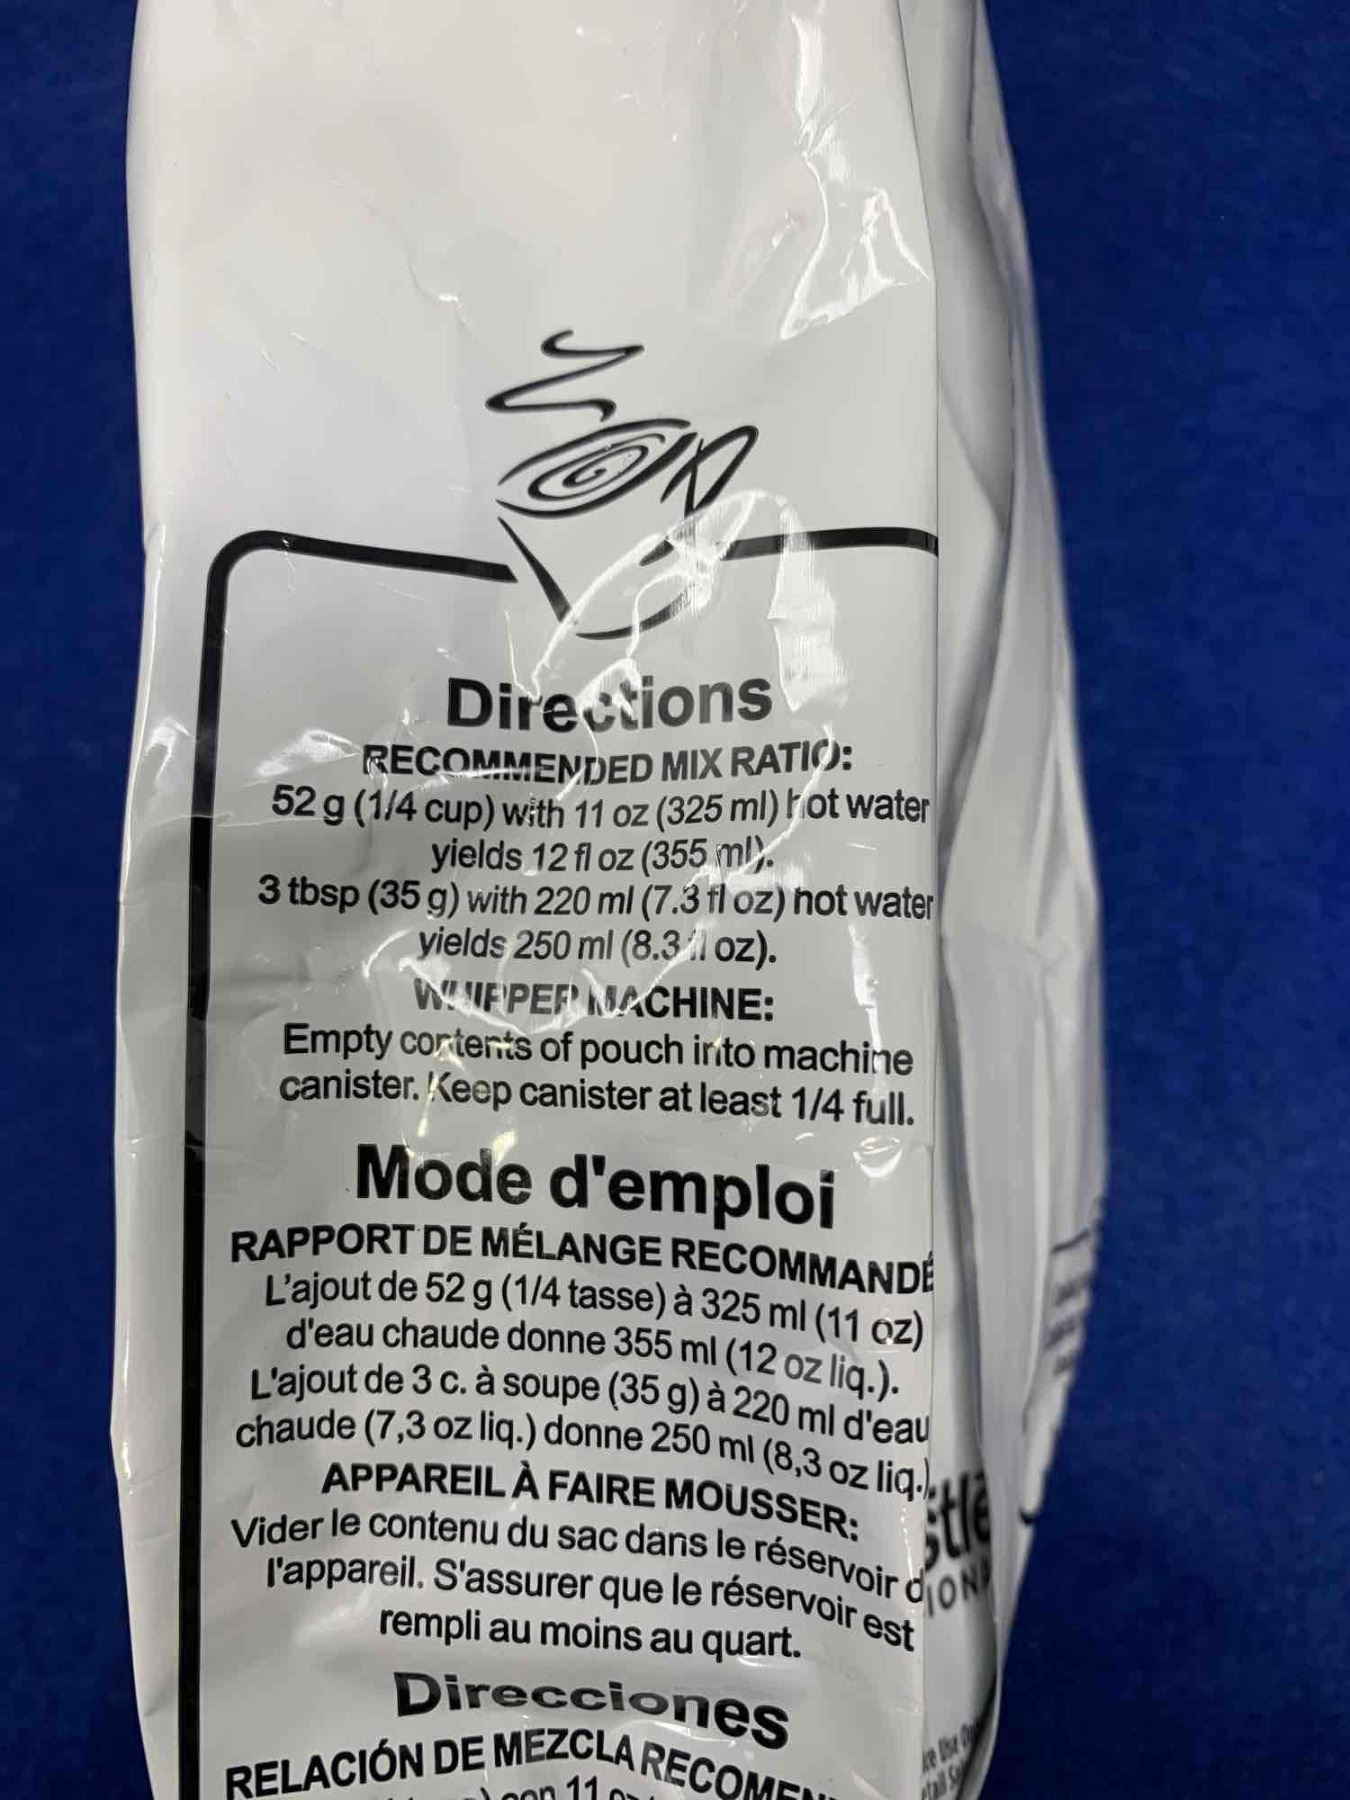 Directions
RECOMMENDED MIX RATIO:
52 g (1/4 cup) with 11 oz (325 ml) hot water
yields 12 fl oz (355 ml).
3 tbsp (35 g) with 220 ml (7.3 fl oz) hot water
yields 250 ml (8.3 fl oz).
WHIPPER MACHINE:
Empty contents of pouch into machine
canister. Keep canister at least 1/4 full.
Mode d'emploi
RAPPORT DE MÉLANGE RECOMMANDÉ
L'ajout de 52 g (1/4 tasse) à 325 ml (11 oz)
d'eau chaude donne 355 ml (12 oz liq.).
L'ajout de 3 c. à soupe (35 g) à 220 ml d'eau
chaude (7,3 oz liq.) donne 250 ml (8,3 oz liq.).
APPAREIL À FAIRE MOUSSER:
Vider le contenu du sac dans le réservoir d
l'appareil. S'assurer que le réservoir est
rempli au moins au quart.
Direcciones
RELACIÓN DE MEZCLA RECOMEN
con 11